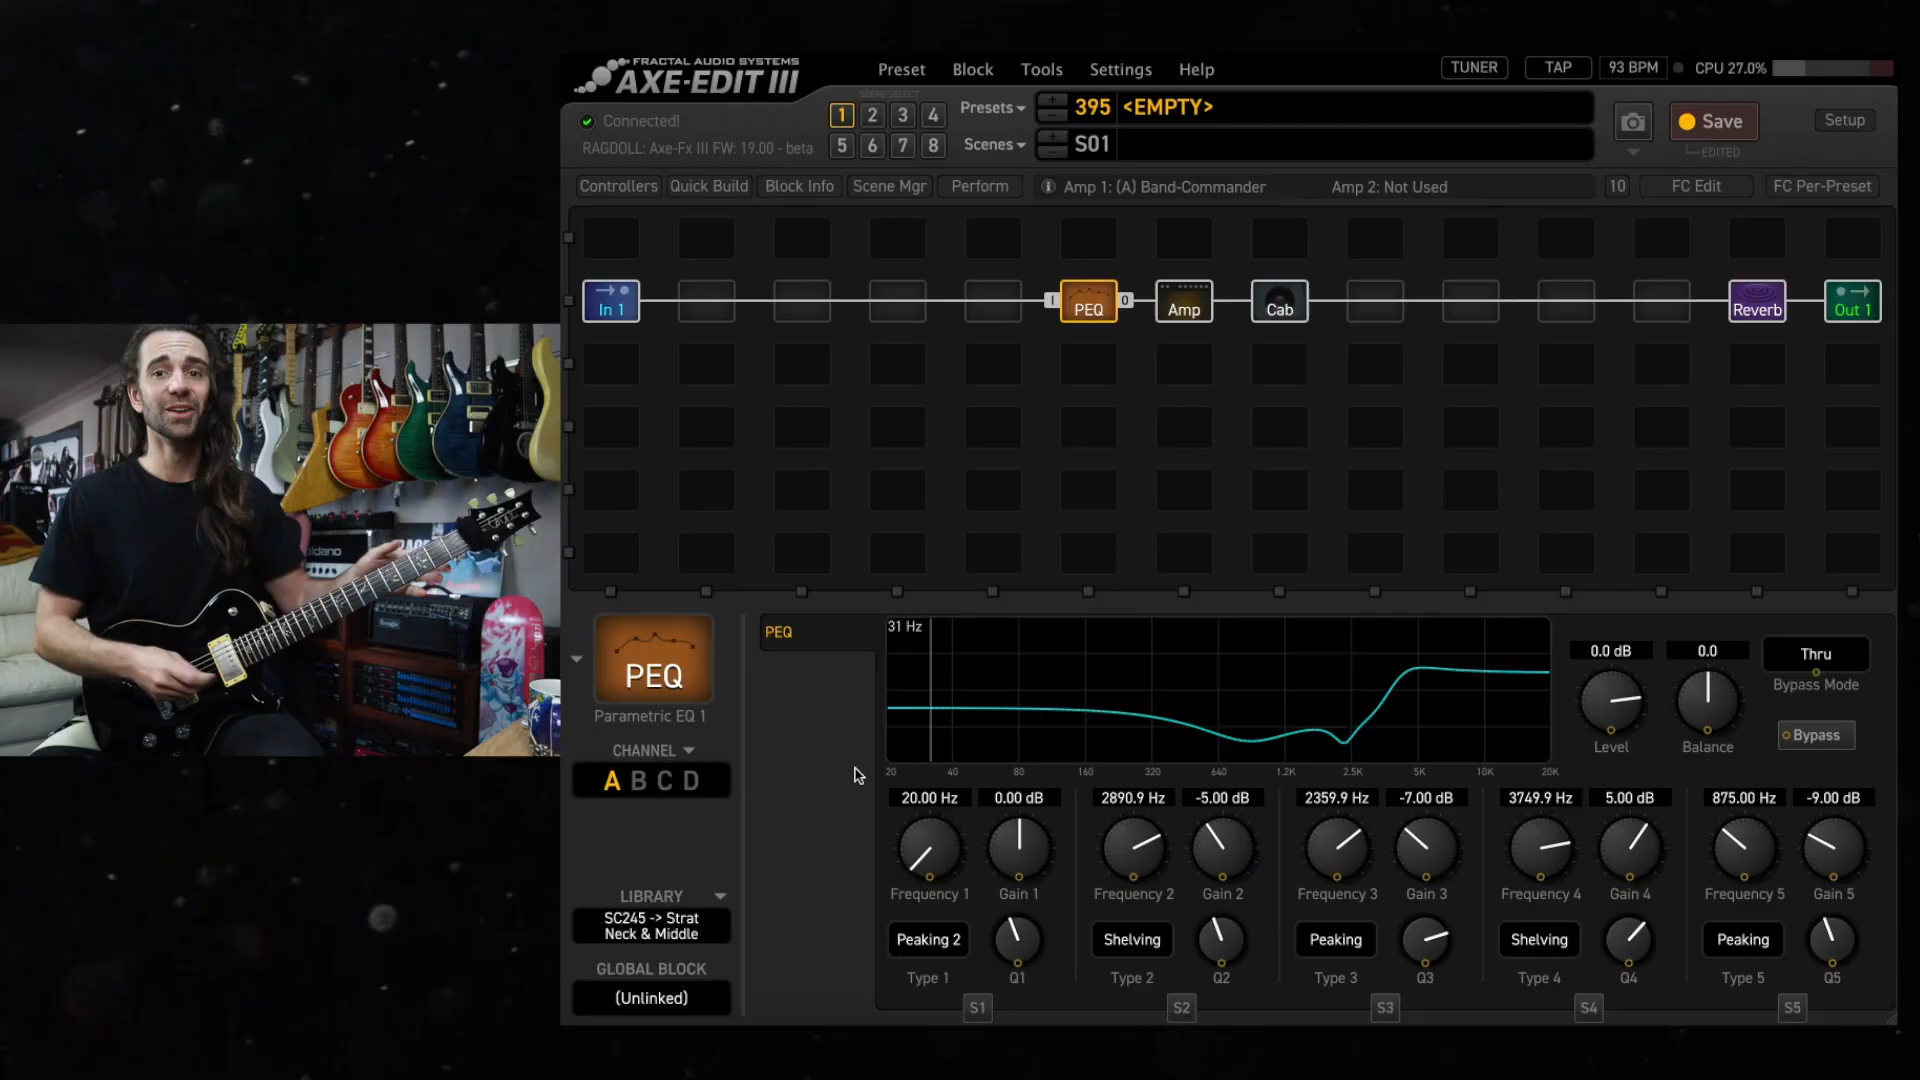 FRACTAL AUDIO SYSTEMS
AXE-EDIT III
Preset Block Tools Settings Help
TUNER TAP 93 BPM CPU 27.0%
SCENE SELECT
1 2 3 4
5 6 7 8
Presets 395 <EMPTY>
Scenes S01
Save
EDITED
Setup
Connected!
RAGDOLL: Axe-Fx III FW: 19.00 - beta
Controllers Quick Build Block Info Scene Mgr Perform
Amp 1: (A) Band-Commander Amp 2: Not Used
10 FC Edit FC Per-Preset
In 1 I PEQ O Amp Cab Reverb Out 1
PEQ
Parametric EQ 1
CHANNEL
A B C D
LIBRARY
SC245 -> Strat
Neck & Middle
GLOBAL BLOCK
(Unlinked)
PEQ
31 Hz
20 40 80 160 320 640 1.2K 2.5K 5K 10K 20K
0.0 dB 0.0 Thru
Level Balance Bypass Mode
Bypass
20.00 Hz 0.00 dB 2890.9 Hz -5.00 dB 2359.9 Hz -7.00 dB 3749.9 Hz 5.00 dB 875.00 Hz -9.00 dB
Frequency 1 Gain 1 Frequency 2 Gain 2 Frequency 3 Gain 3 Frequency 4 Gain 4 Frequency 5 Gain 5
Peaking 2 Shelving Peaking Shelving Peaking
Type 1 Q1 Type 2 Q2 Type 3 Q3 Type 4 Q4 Type 5 Q5
S1 S2 S3 S4 S5